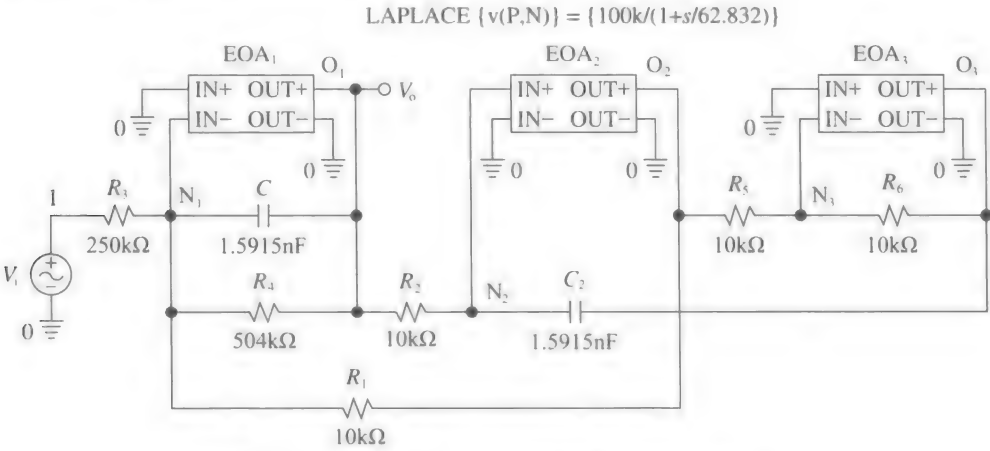 LAPLACE {v(P,N)} = {100k/(1+s/62.832)}
EOA₁ O₁
IN+ OUT+
IN− OUT−
0
0
Vₒ
EOA₂ O₂
IN+ OUT+
IN− OUT−
0
0
EOA₃ O₃
IN+ OUT+
IN− OUT−
0
0
1
R₃
250kΩ
N₁
C
1.5915nF
R₅
10kΩ
N₃
R₆
10kΩ
Vᵢ
0
R₄
504kΩ
R₂
10kΩ
N₂
C₂
1.5915nF
R₁
10kΩ